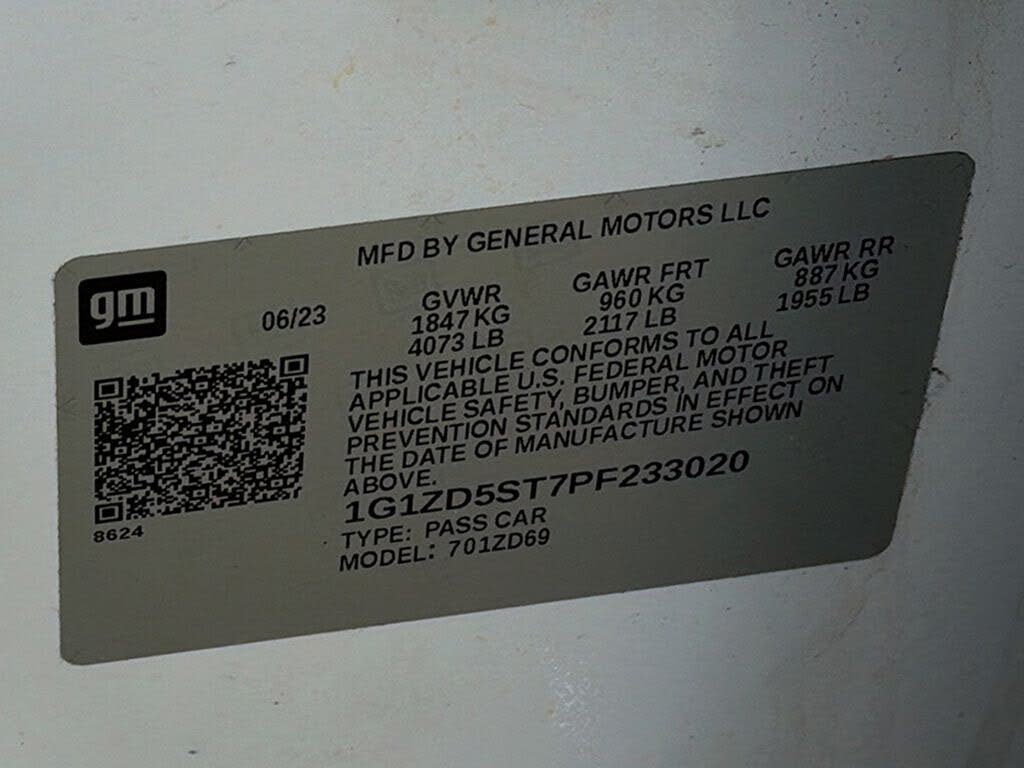 MFD BY GENERAL MOTORS LLC
gm
06/23
GVWR
1847 KG
4073 LB
GAWR FRT
960 KG
2117 LB
GAWR RR
887 KG
1955 LB
THIS VEHICLE CONFORMS TO ALL
APPLICABLE U.S. FEDERAL MOTOR
VEHICLE SAFETY, BUMPER, AND THEFT
PREVENTION STANDARDS IN EFFECT ON
THE DATE OF MANUFACTURE SHOWN
ABOVE.
1G1ZD5ST7PF233020
TYPE: PASS CAR
MODEL: 701ZD69
8624